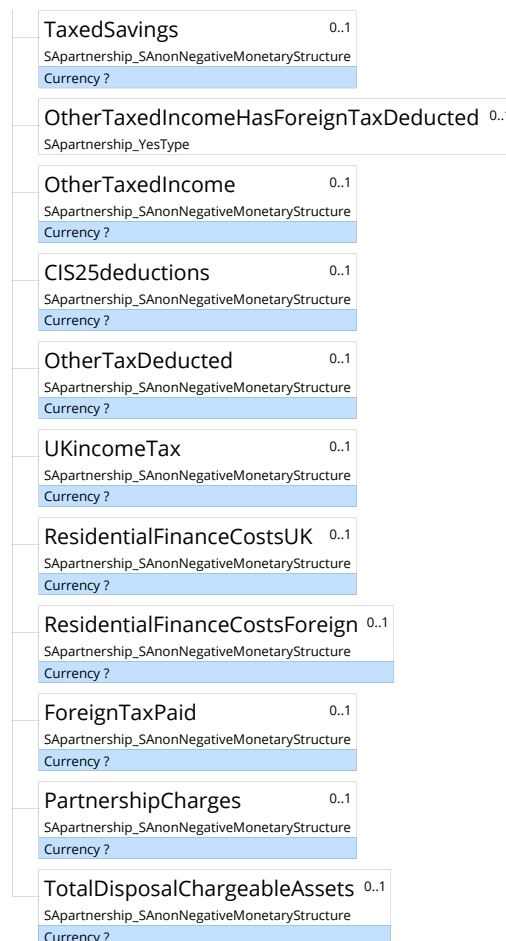 TaxedSavings 0..1
SApartnership_SAnonNegativeMonetaryStructure
Currency ?
OtherTaxedIncomeHasForeignTaxDeducted 0..1
SApartnership_YesType
OtherTaxedIncome 0..1
SApartnership_SAnonNegativeMonetaryStructure
Currency ?
CIS25deductions 0..1
SApartnership_SAnonNegativeMonetaryStructure
Currency ?
OtherTaxDeducted 0..1
SApartnership_SAnonNegativeMonetaryStructure
Currency ?
UKincomeTax 0..1
SApartnership_SAnonNegativeMonetaryStructure
Currency ?
ResidentialFinanceCostsUK 0..1
SApartnership_SAnonNegativeMonetaryStructure
Currency ?
ResidentialFinanceCostsForeign 0..1
SApartnership_SAnonNegativeMonetaryStructure
Currency ?
ForeignTaxPaid 0..1
SApartnership_SAnonNegativeMonetaryStructure
Currency ?
PartnershipCharges 0..1
SApartnership_SAnonNegativeMonetaryStructure
Currency ?
TotalDisposalChargeableAssets 0..1
SApartnership_SAnonNegativeMonetaryStructure
Currency ?